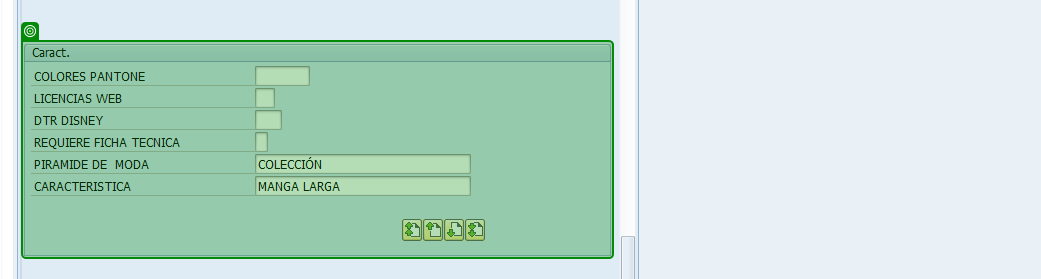 Caract.
COLORES PANTONE
LICENCIAS WEB
DTR DISNEY
REQUIERE FICHA TECNICA
PIRAMIDE DE  MODA COLECCIÓN
CARACTERISTICA MANGA LARGA